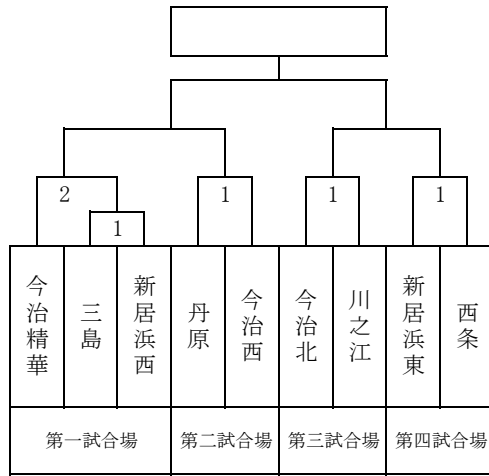 2
1
1
1
1
今治精華
三島
新居浜西
丹原
今治西
今治北
川之江
新居浜東
西条
第一試合場
第二試合場
第三試合場
第四試合場